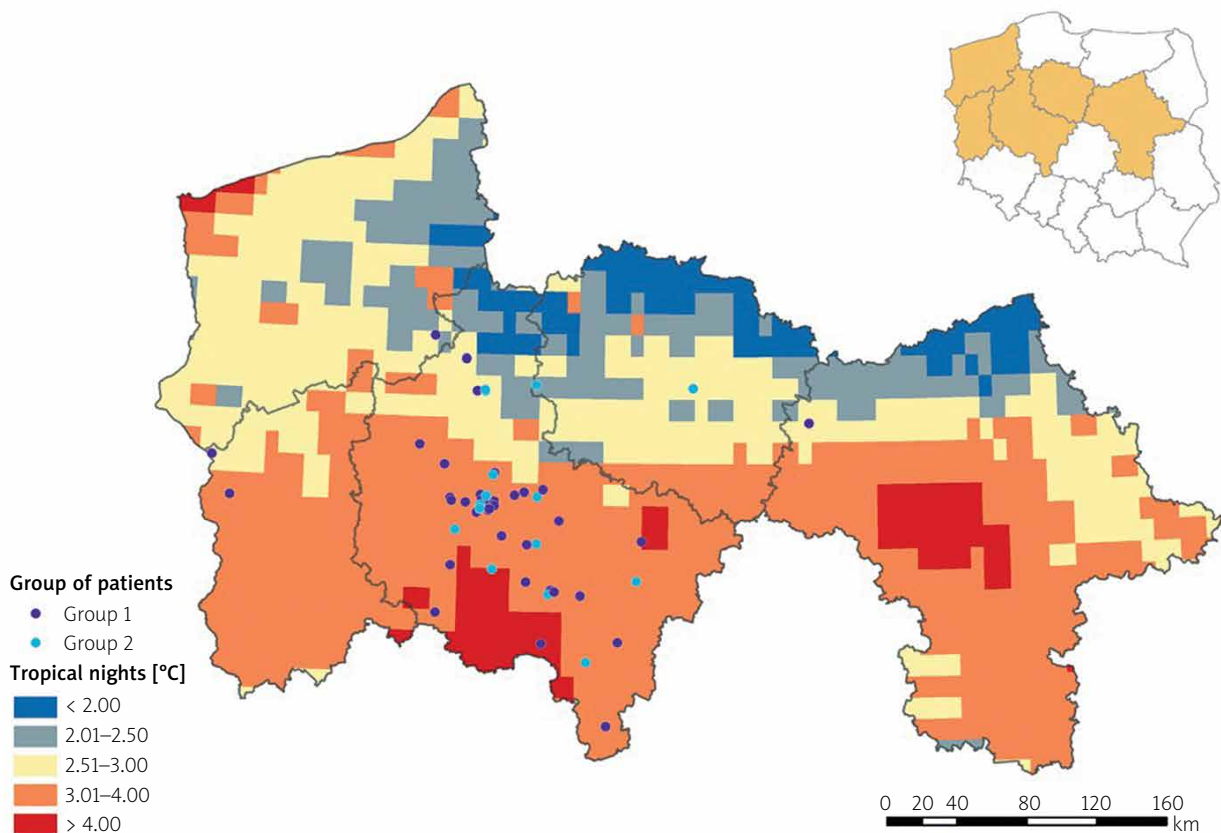 Group of patients
Group 1
Group 2
Tropical nights [°C]
< 2.00
2.01–2.50
2.51–3.00
3.01–4.00
> 4.00
0 20 40 80 120 160
km